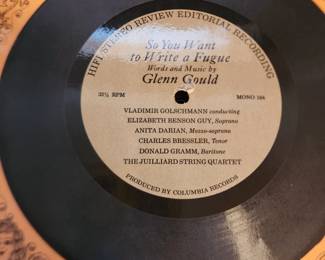 HIFI/STEREO REVIEW EDITORIAL RECORDING
So You Want
to Write a Fugue
Words and Music by
Glenn Gould
33⅓ RPM
MONO
VLADIMIR GOLSCHMANN conducting
ELIZABETH BENSON GUY, Soprano
ANITA DARIAN, Mezzo-soprano
CHARLES BRESSLER, Tenor
DONALD GRAMM, Baritone
THE JUILLIARD STRING QUARTET
PRODUCED BY COLUMBIA RECORDS